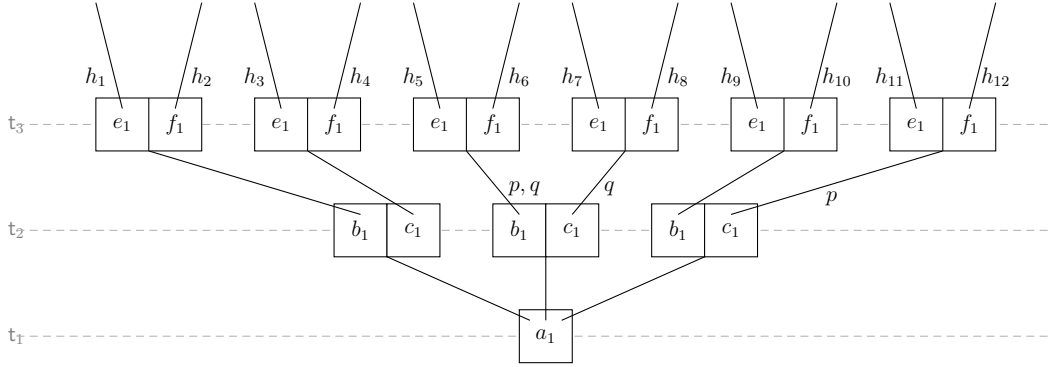 h₁ h₂ h₃ h₄ h₅ h₆ h₇ h₈ h₉ h₁₀ h₁₁ h₁₂
t₃ e₁ f₁ e₁ f₁ e₁ f₁ e₁ f₁ e₁ f₁ e₁ f₁
p, q q p
t₂ b₁ c₁ b₁ c₁ b₁ c₁
t₁ a₁